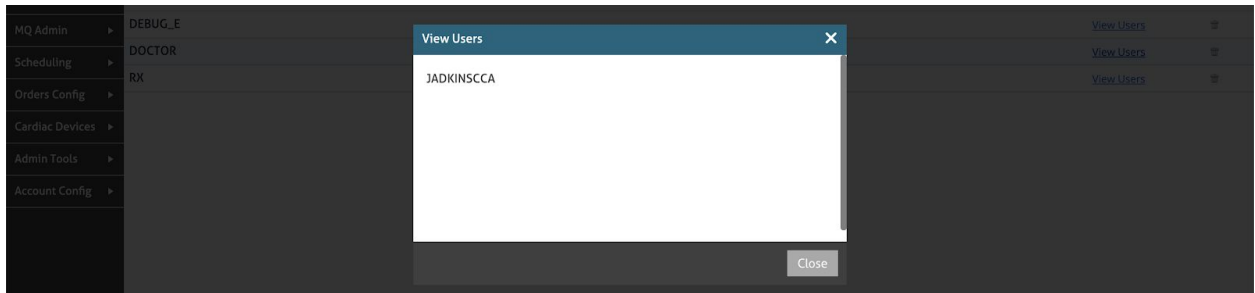 MQ Admin
Scheduling
Orders Config
Cardiac Devices
Admin Tools
Account Config
DEBUG_E View Users
DOCTOR View Users
RX View Users
View Users
JADKINSCCA
Close